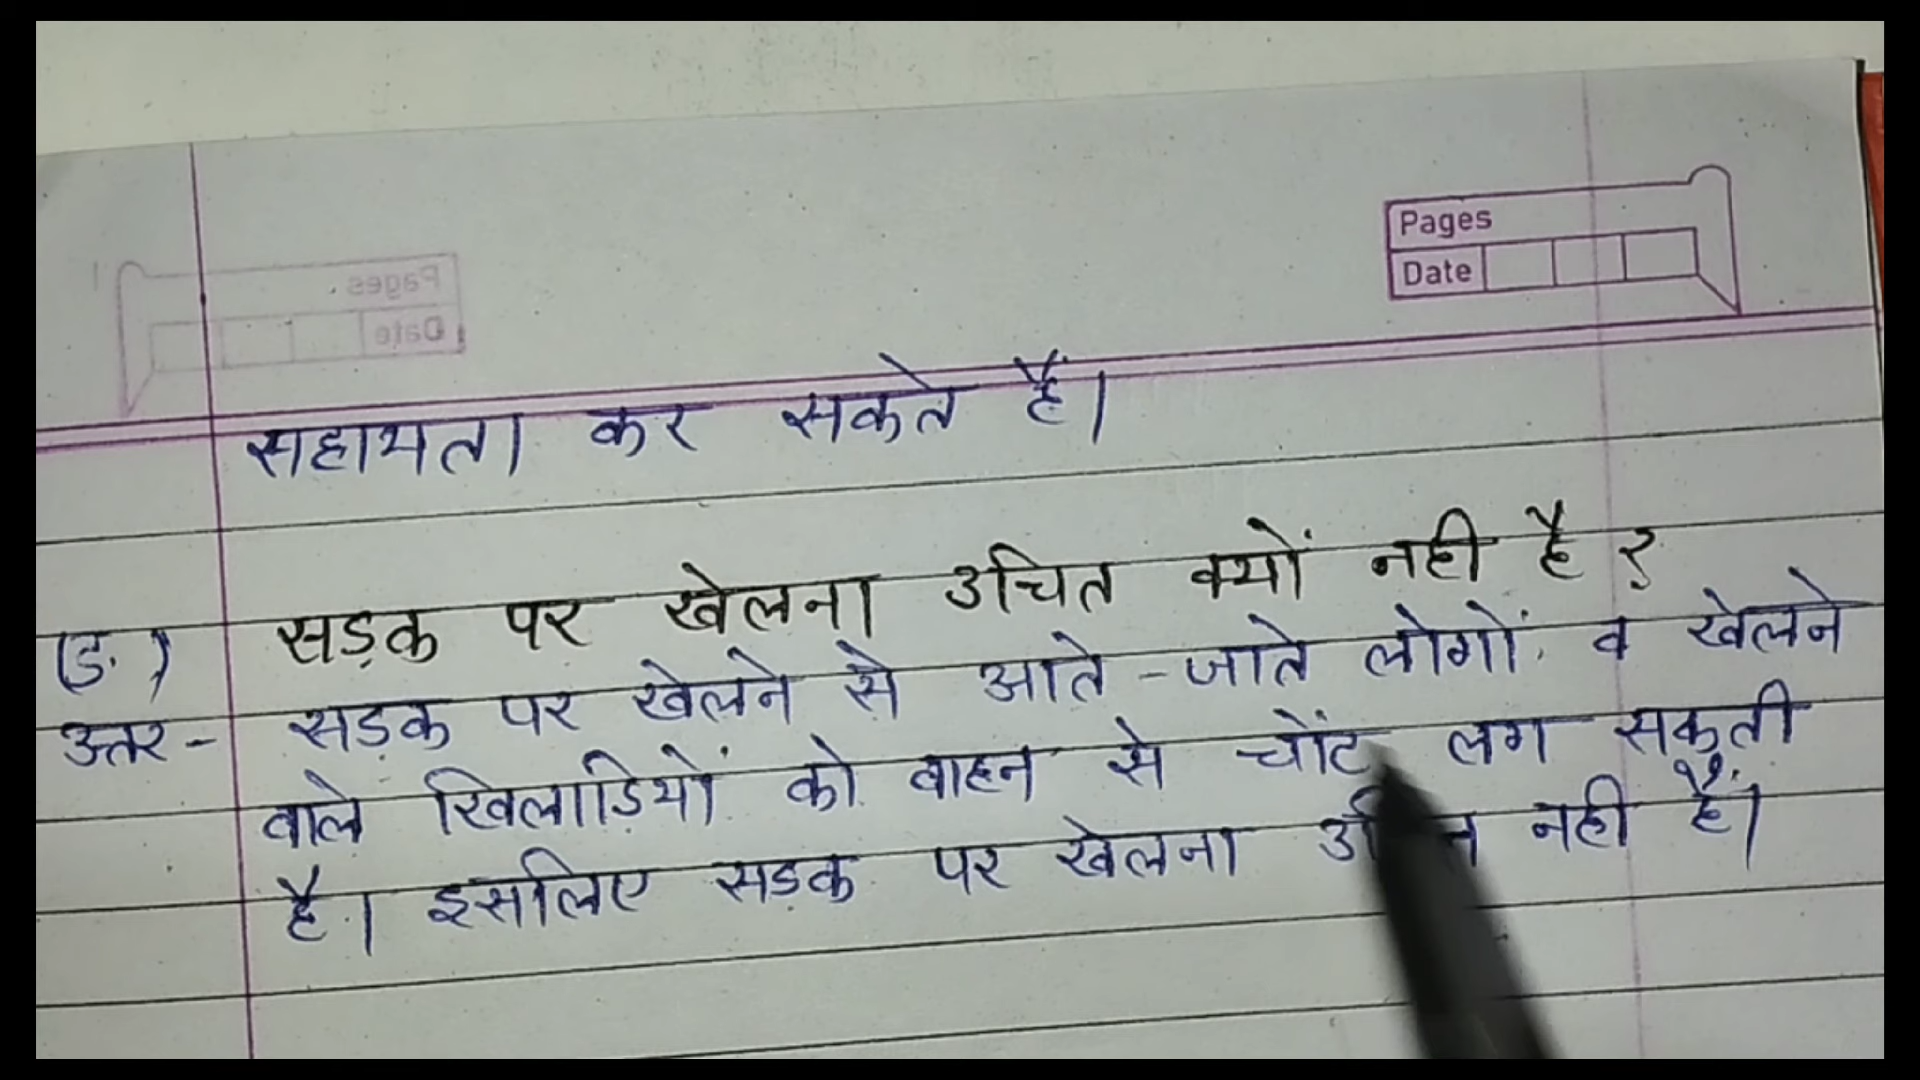 Pages
Date
सहायता कर सकते हैं।
(ङ) सड़क पर खेलना उचित क्यों नही है ?
उत्तर - सड़क पर खेलने से आते - जाते लोगों व खेलने
वाले खिलाड़ियों को वाहन से चोंट लग सकती
है। इसलिए सड़क पर खेलना नही हैं।